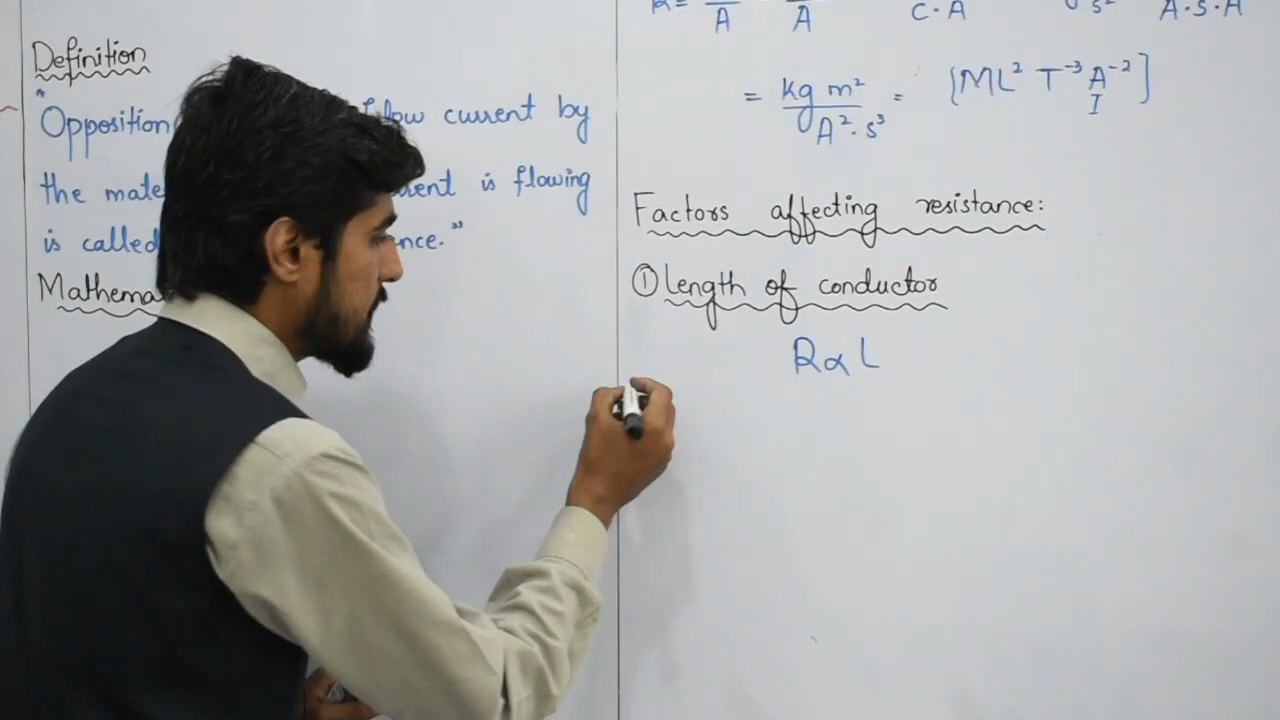 Definition
"Opposition flow current by
the mate is flowing
is called nce."
Mathema
R =
A A C · A s² A · S · A
= kg m² = [ML² T⁻³ A⁻²]
A² · s³ I
Factors affecting resistance:
① Length of conductor
R α L